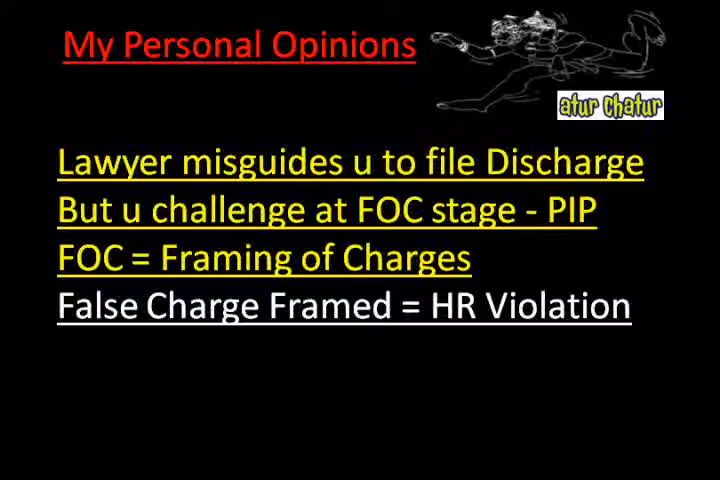 My Personal Opinions
atur chatur
Lawyer misguides u to file Discharge
But u challenge at FOC stage - PIP
FOC = Framing of Charges
False Charge Framed = HR Violation